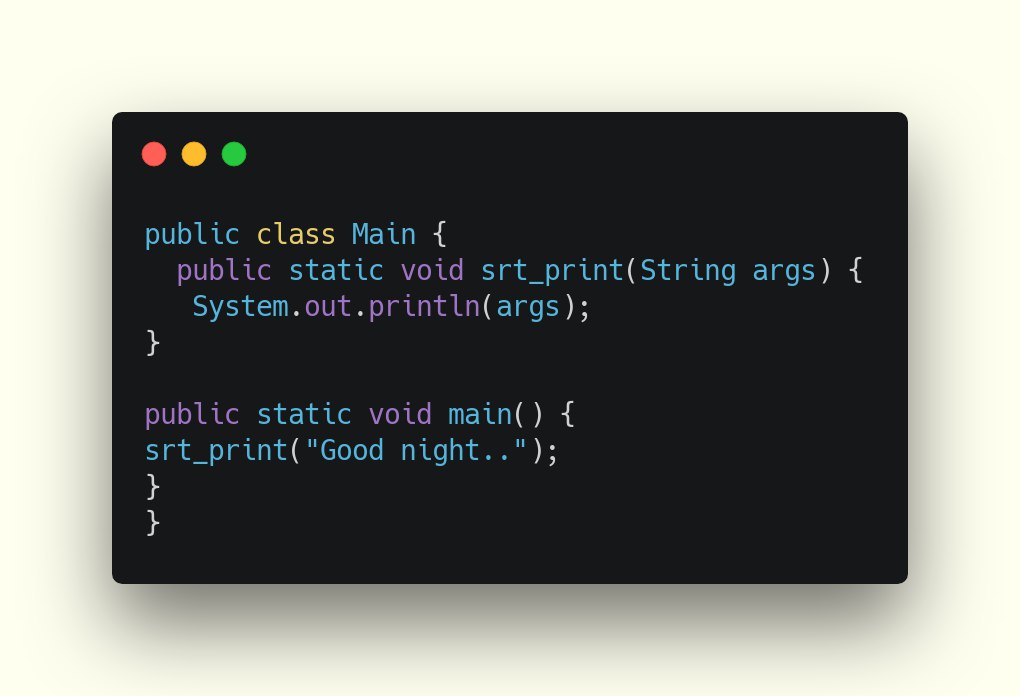 public class Main {
  public static void srt_print(String args) {
   System.out.println(args);
}

public static void main() {
srt_print("Good night..");
}
}